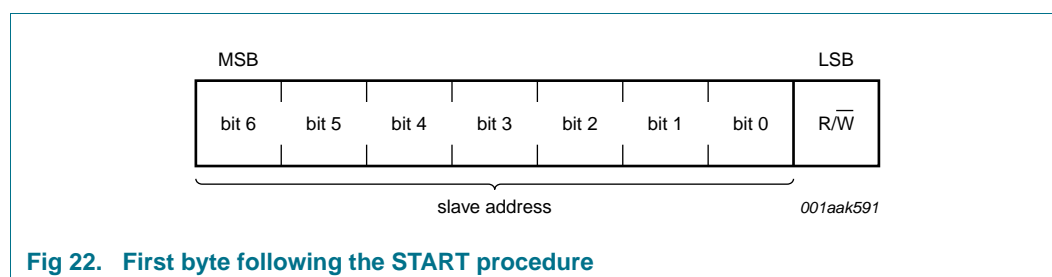 MSB LSB
bit 6 bit 5 bit 4 bit 3 bit 2 bit 1 bit 0 R/W̅
slave address 001aak591
Fig 22. First byte following the START procedure